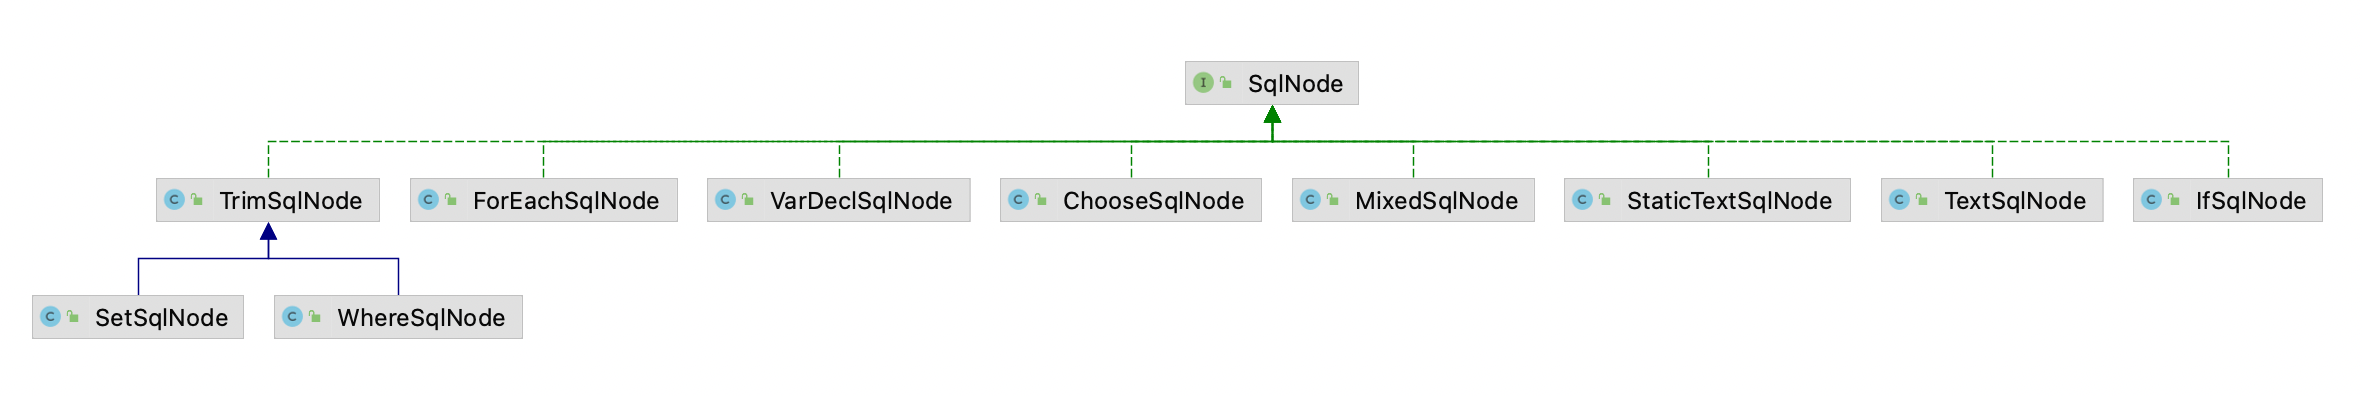 SqlNode
TrimSqlNode
ForEachSqlNode
VarDeclSqlNode
ChooseSqlNode
MixedSqlNode
StaticTextSqlNode
TextSqlNode
IfSqlNode
SetSqlNode
WhereSqlNode